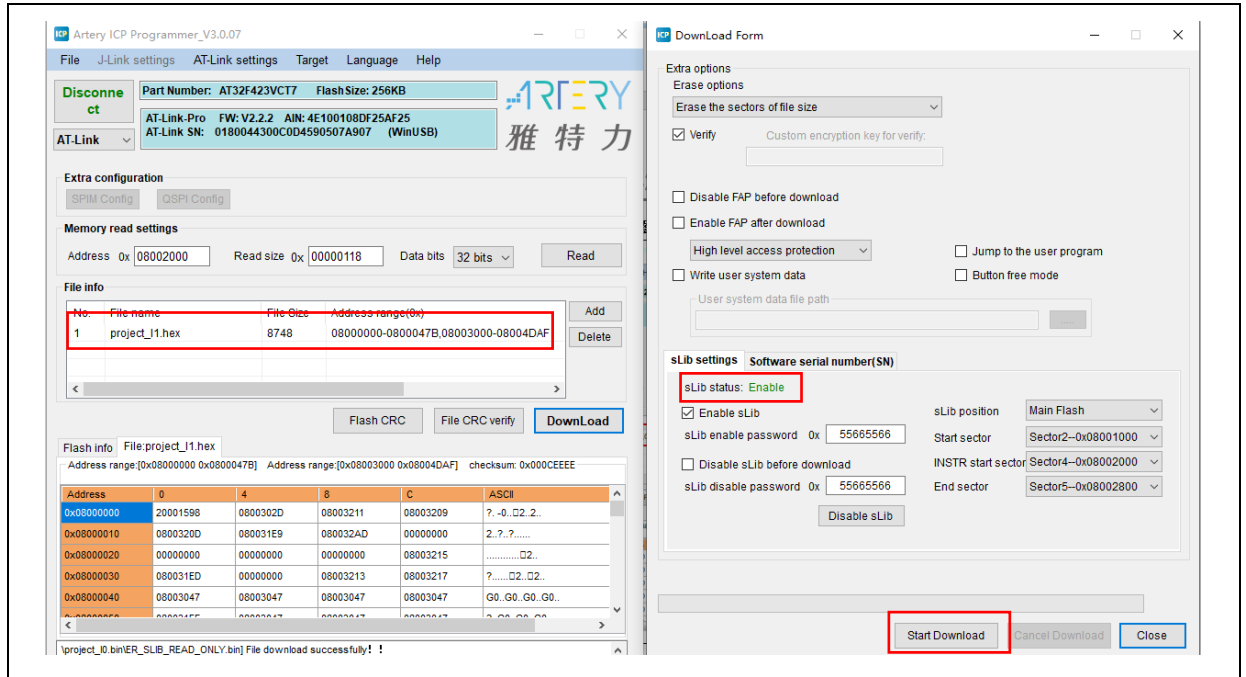 Artery ICP Programmer_V3.0.07
File J-Link settings AT-Link settings Target Language Help
Disconne
ct
Part Number: AT32F423VCT7 FlashSize: 256KB
AT-Link-Pro FW: V2.2.2 AIN: 4E100108DF25AF25
AT-Link SN: 0180044300C0D4590507A907 (WinUSB)
AT-Link
ARTERY
雅特力
Extra configuration
SPIM Config QSPI Config
Memory read settings
Address 0x 08002000 Read size 0x 00000118 Data bits 32 bits Read
File info
No. File name File Size Address range(0x)
1 project_l1.hex 8748 08000000-0800047B,08003000-08004DAF
Add
Delete
Flash CRC File CRC verify DownLoad
Flash info File:project_l1.hex
Address range:[0x08000000 0x0800047B] Address range:[0x08003000 0x08004DAF] checksum: 0x000CEEEE
Address 0 4 8 C ASCII
0x08000000 20001598 0800302D 08003211 08003209 ?. -0..□2..2..
0x08000010 0800320D 080031E9 080032AD 00000000 2..?..?......
0x08000020 00000000 00000000 00000000 08003215 ............□2..
0x08000030 080031ED 00000000 08003213 08003217 ?......□2..□2..
0x08000040 08003047 08003047 08003047 08003047 G0..G0..G0..G0..
\project_l0.bin\ER_SLIB_READ_ONLY.bin] File download successfully！！
DownLoad Form
Extra options
Erase options
Erase the sectors of file size
Verify Custom encryption key for verify:
Disable FAP before download
Enable FAP after download
High level access protection Jump to the user program
Write user system data Button free mode
User system data file path
sLib settings Software serial number(SN)
sLib status: Enable
Enable sLib sLib position Main Flash
sLib enable password 0x 55665566 Start sector Sector2--0x08001000
Disable sLib before download INSTR start sector Sector4--0x08002000
sLib disable password 0x 55665566 End sector Sector5--0x08002800
Disable sLib
Start Download Cancel Download Close